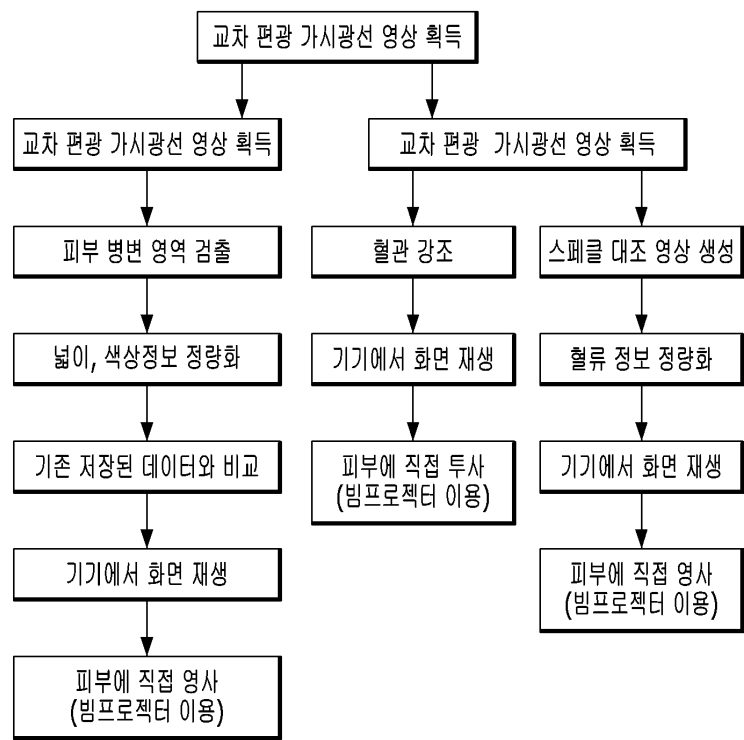 교차 편광 가시광선 영상 획득
교차 편광 가시광선 영상 획득
교차 편광 가시광선 영상 획득
피부 병변 영역 검출
혈관 강조
스페클 대조 영상 생성
넓이, 색상정보 정량화
기기에서 화면 재생
혈류 정보 정량화
기존 저장된 데이터와 비교
피부에 직접 투사
(빔프로젝터 이용)
기기에서 화면 재생
기기에서 화면 재생
피부에 직접 영사
(빔프로젝터 이용)
피부에 직접 영사
(빔프로젝터 이용)